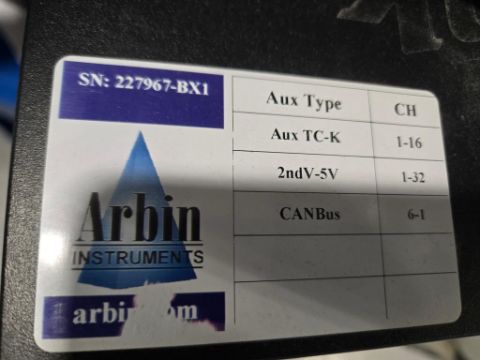 SN: 227967-BX1
Arbin
INSTRUMENTS
Aux Type CH
Aux TC-K 1-16
2ndV-5V 1-32
CANBus 6-1